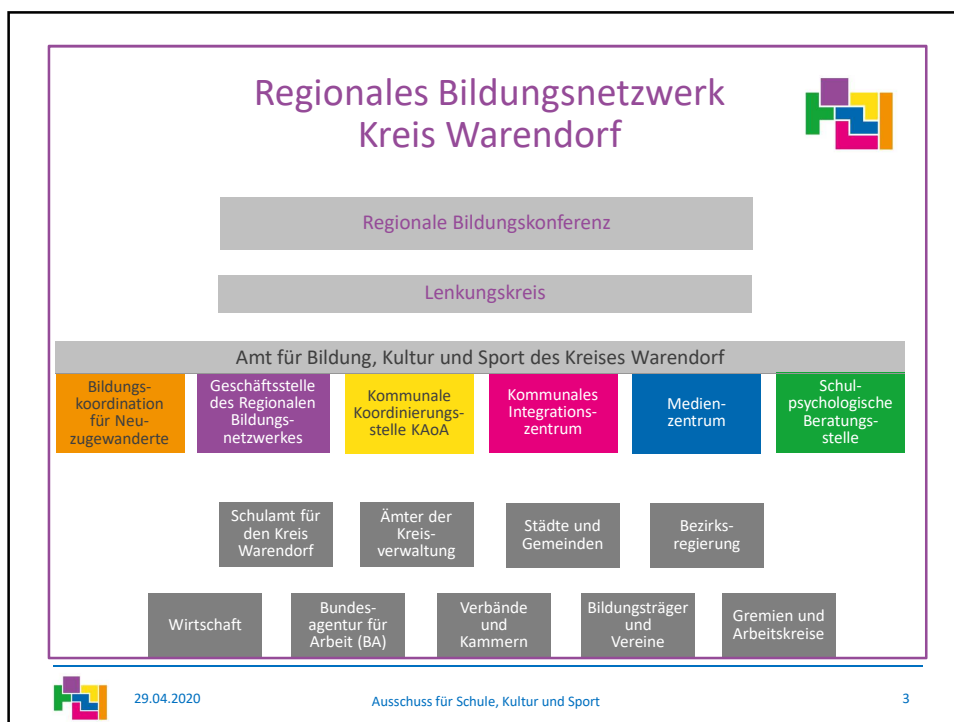 Regionales Bildungsnetzwerk
Kreis Warendorf
Regionale Bildungskonferenz
Lenkungskreis
Amt für Bildung, Kultur und Sport des Kreises Warendorf
Bildungs-
koordination
für Neu-
zugewanderte
Geschäftsstelle
des Regionalen
Bildungs-
netzwerkes
Kommunale
Koordinierungs-
stelle KAoA
Kommunales
Integrations-
zentrum
Medien-
zentrum
Schul-
psychologische
Beratungs-
stelle
Schulamt für
den Kreis
Warendorf
Ämter der
Kreis-
verwaltung
Städte und
Gemeinden
Bezirks-
regierung
Wirtschaft
Bundes-
agentur für
Arbeit (BA)
Verbände
und
Kammern
Bildungsträger
und
Vereine
Gremien und
Arbeitskreise
29.04.2020
Ausschuss für Schule, Kultur und Sport
3